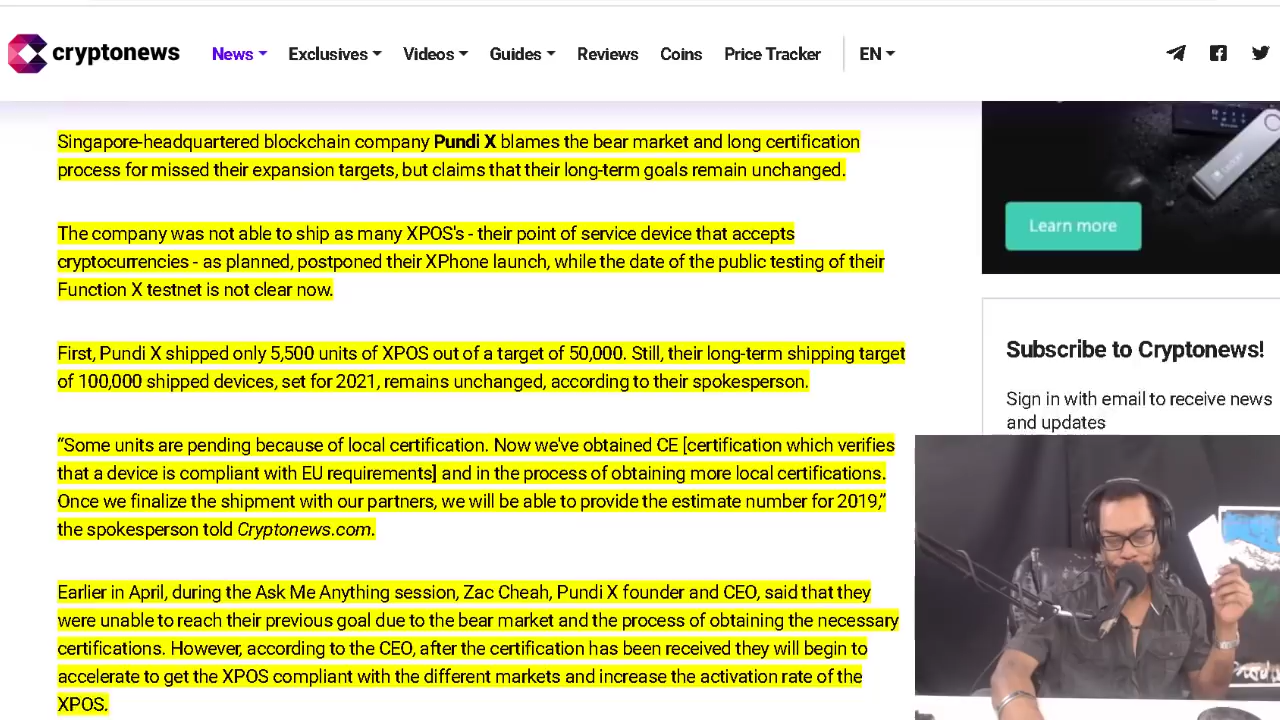 cryptonews
News Exclusives Videos Guides Reviews Coins Price Tracker EN
Singapore-headquartered blockchain company Pundi X blames the bear market and long certification
process for missed their expansion targets, but claims that their long-term goals remain unchanged.
The company was not able to ship as many XPOS's - their point of service device that accepts
cryptocurrencies - as planned, postponed their XPhone launch, while the date of the public testing of their
Function X testnet is not clear now.
First, Pundi X shipped only 5,500 units of XPOS out of a target of 50,000. Still, their long-term shipping target
of 100,000 shipped devices, set for 2021, remains unchanged, according to their spokesperson.
“Some units are pending because of local certification. Now we've obtained CE [certification which verifies
that a device is compliant with EU requirements] and in the process of obtaining more local certifications.
Once we finalize the shipment with our partners, we will be able to provide the estimate number for 2019,”
the spokesperson told Cryptonews.com.
Earlier in April, during the Ask Me Anything session, Zac Cheah, Pundi X founder and CEO, said that they
were unable to reach their previous goal due to the bear market and the process of obtaining the necessary
certifications. However, according to the CEO, after the certification has been received they will begin to
accelerate to get the XPOS compliant with the different markets and increase the activation rate of the
XPOS.
Learn more
Subscribe to Cryptonews!
Sign in with email to receive news
and updates